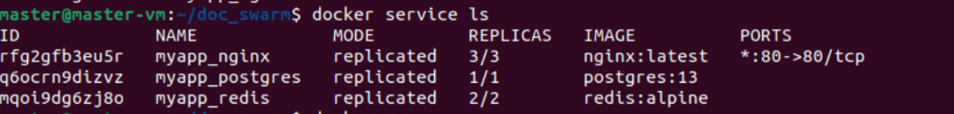 master@master-vm:~/doc_swarm$ docker service ls
ID NAME MODE REPLICAS IMAGE PORTS
rfg2gfb3eu5r myapp_nginx replicated 3/3 nginx:latest *:80->80/tcp
q6ocrn9dizvz myapp_postgres replicated 1/1 postgres:13
mqoi9dg6zj8o myapp_redis replicated 2/2 redis:alpine